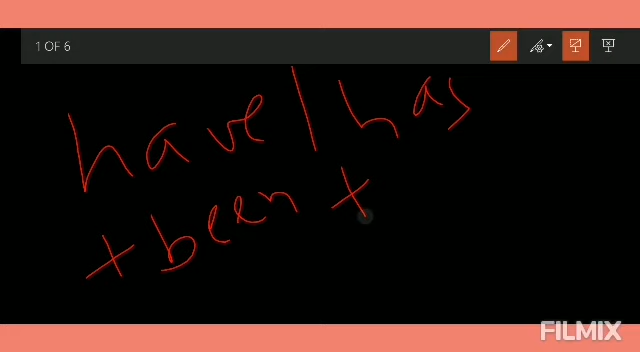 1 OF 6
have/has
+ been +
FILMIX